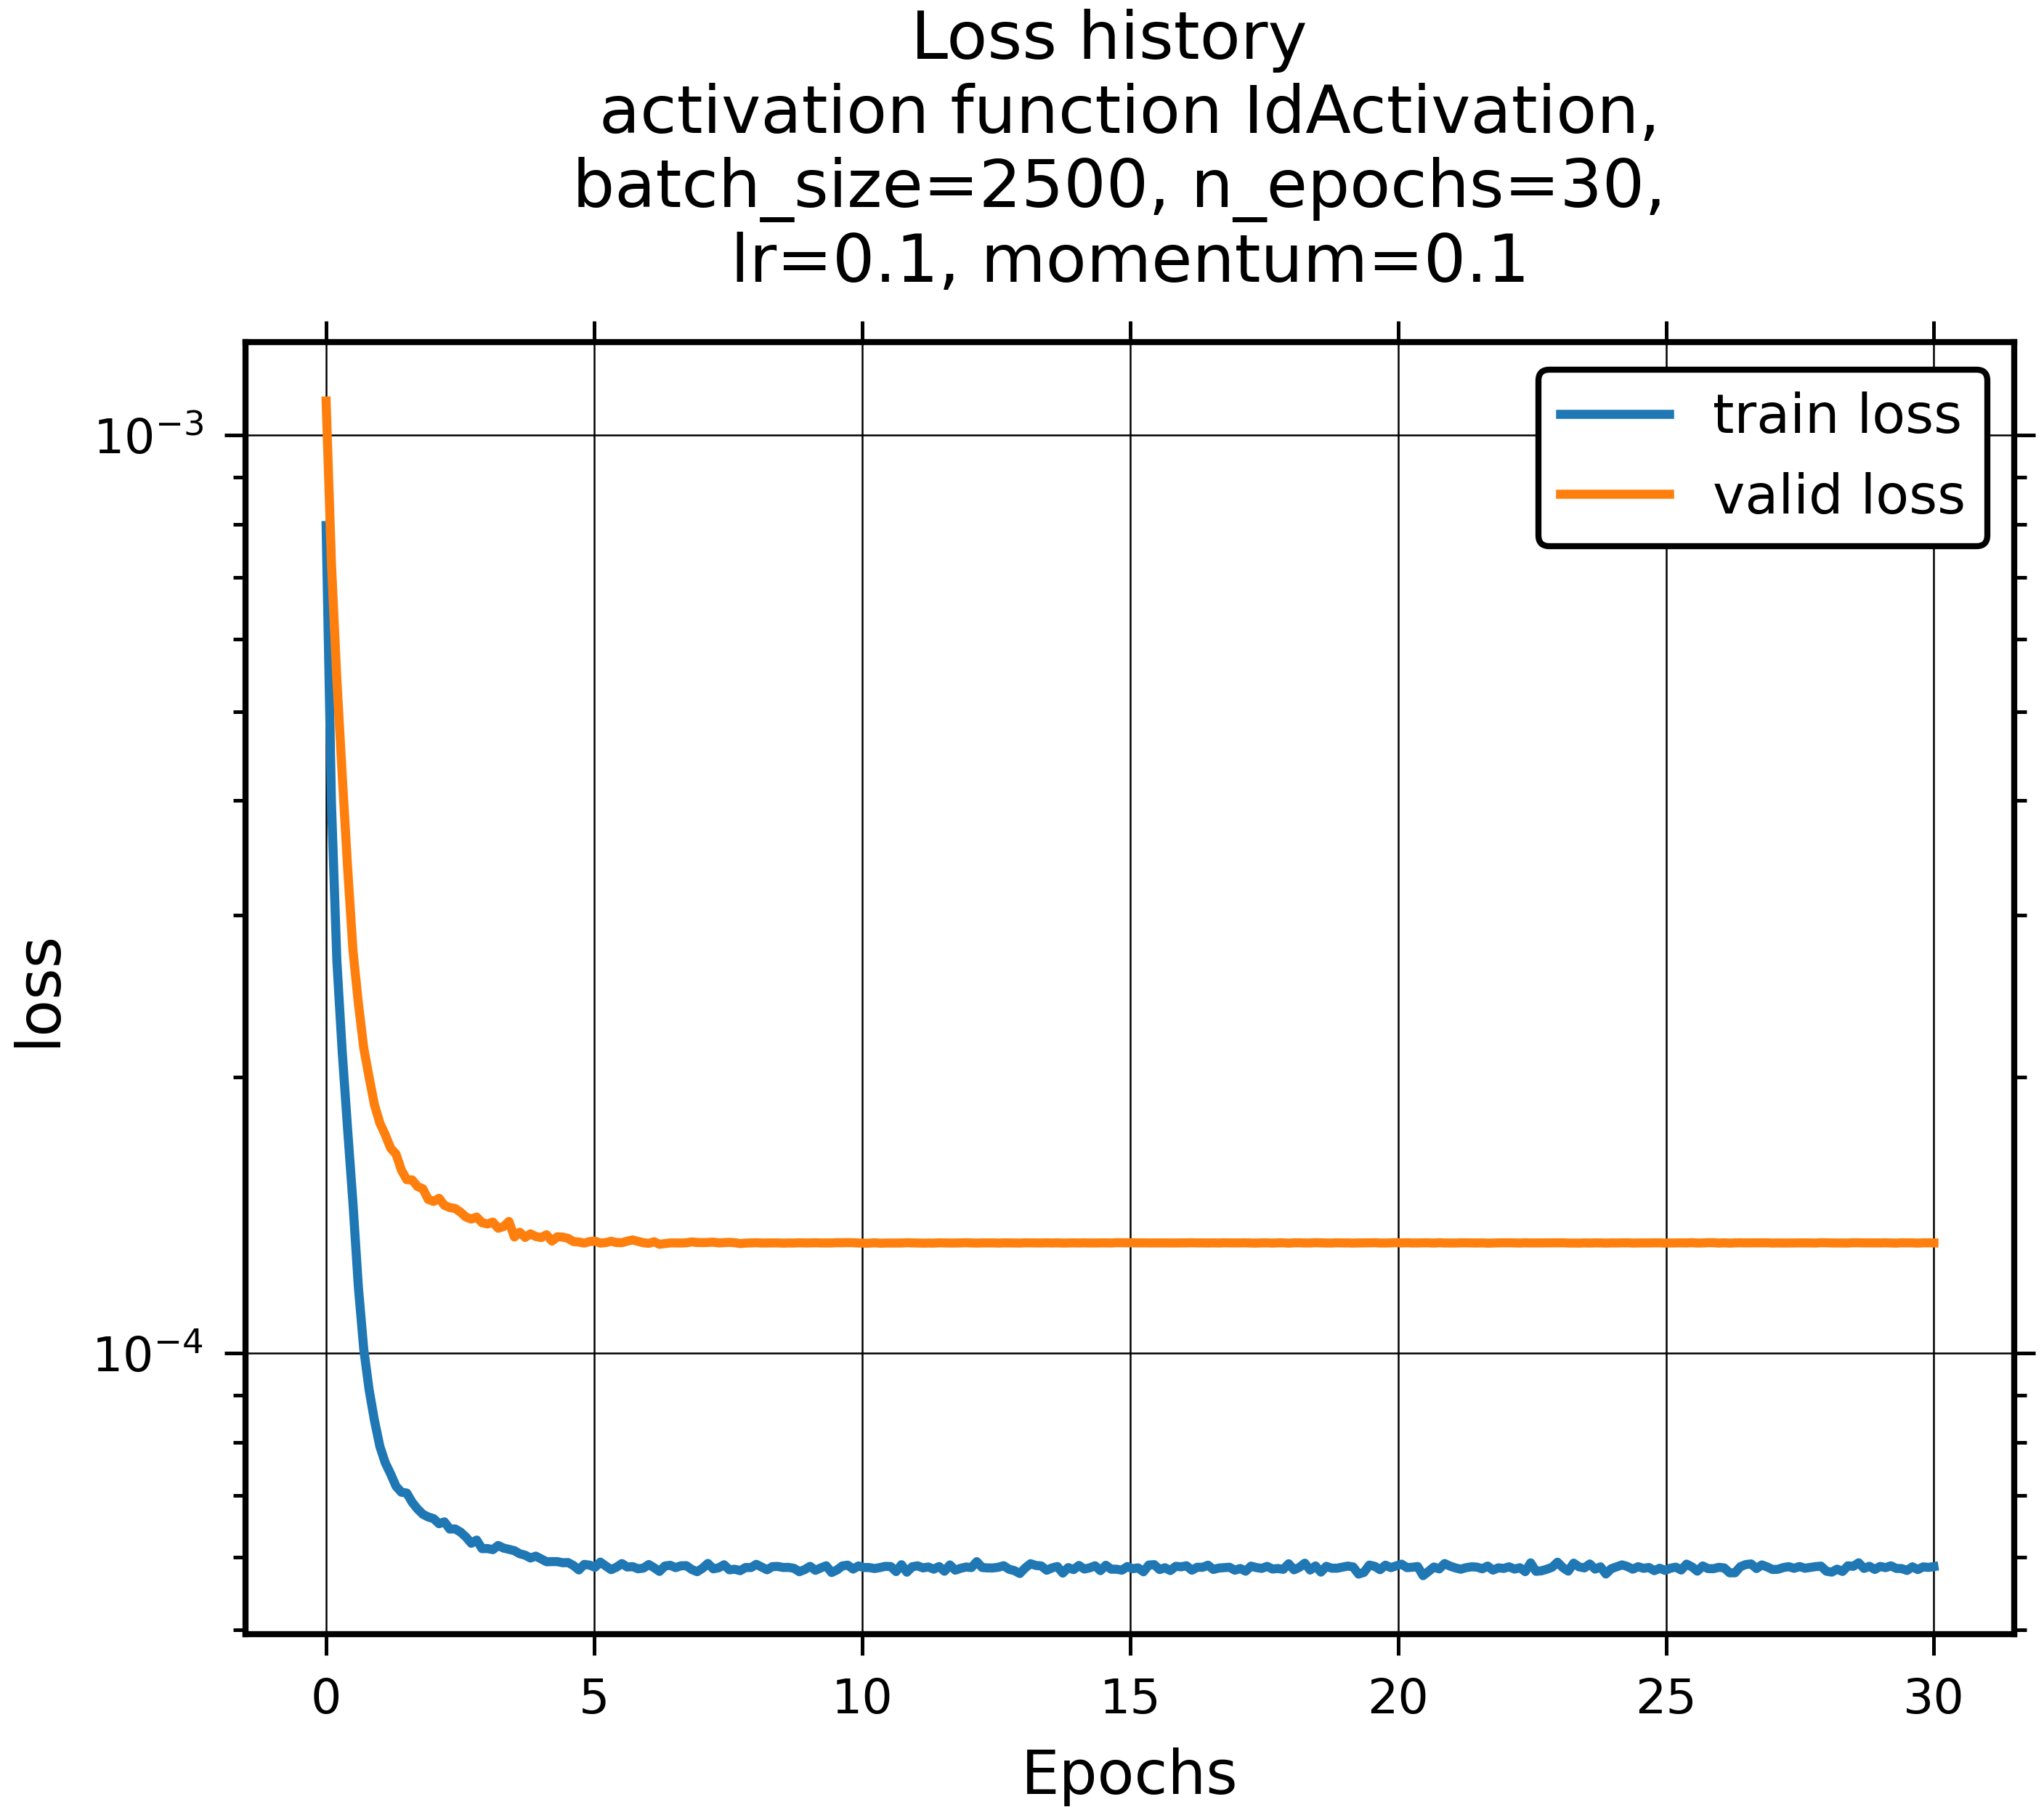 Loss history
activation function IdActivation,
batch_size=2500, n_epochs=30,
lr=0.1, momentum=0.1
train loss
valid loss
10⁻³
10⁻⁴
loss
0 5 10 15 20 25 30
Epochs